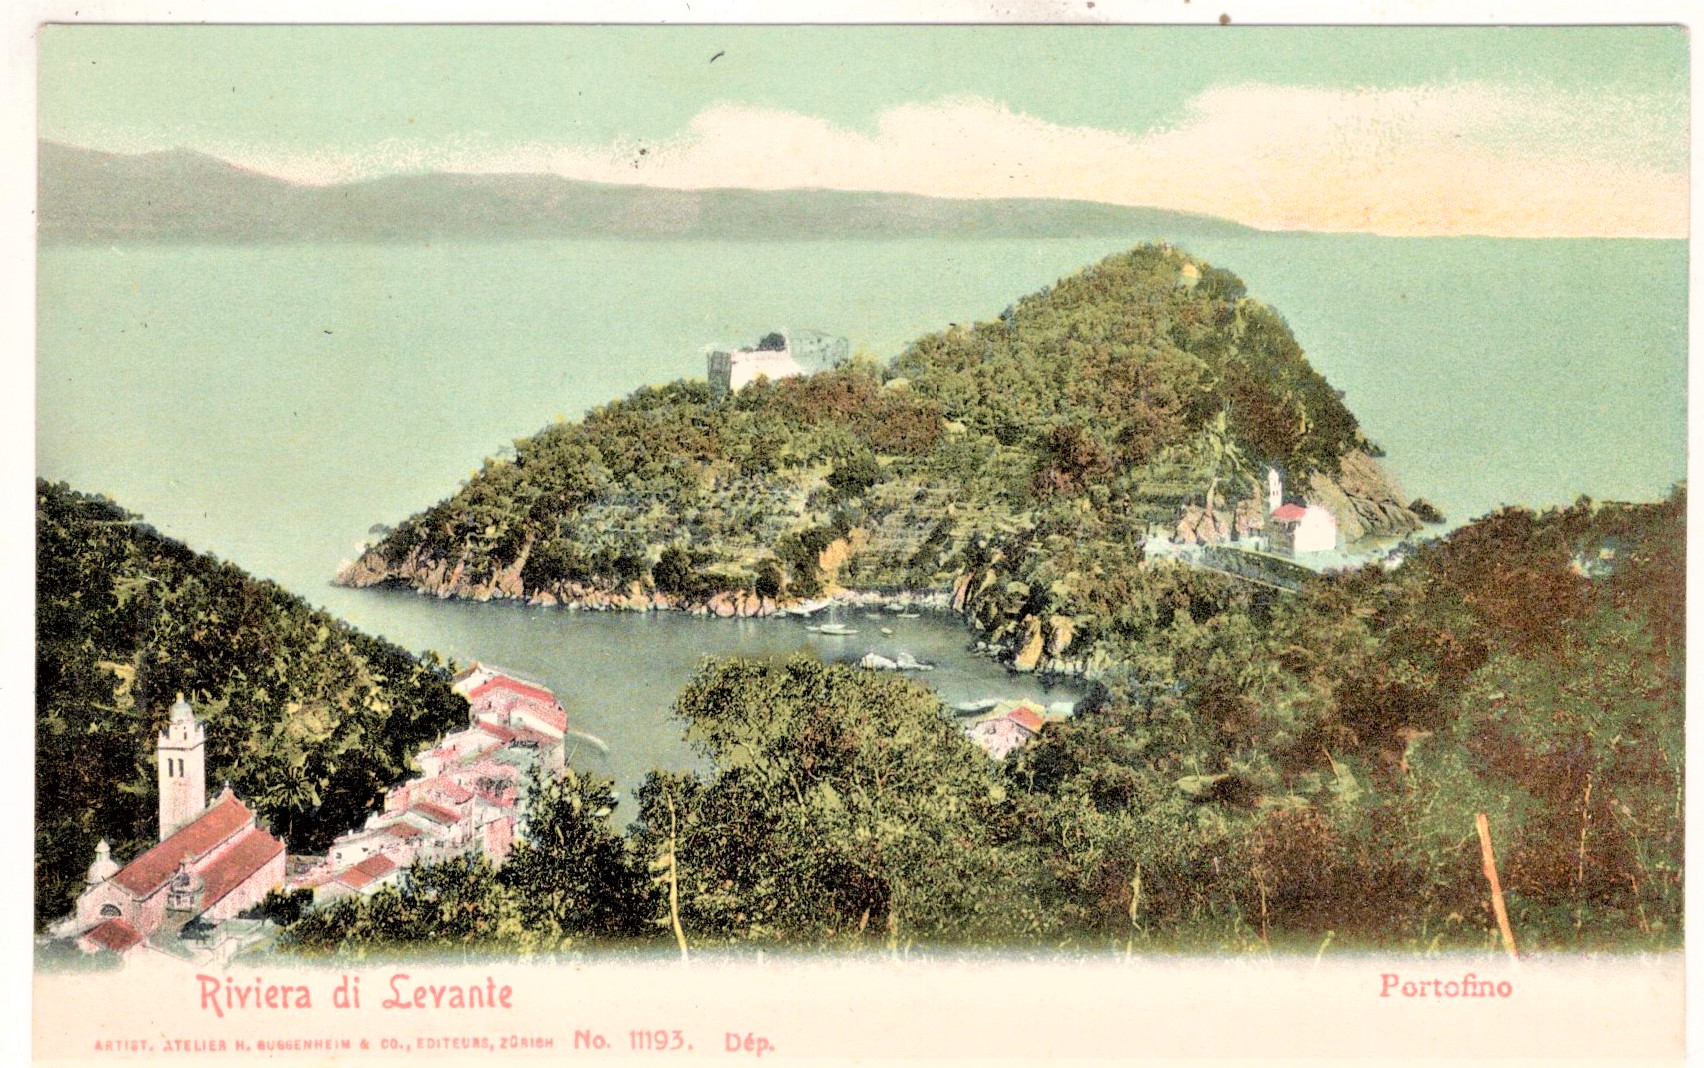 Riviera di Levante
Portofino
ARTIST. ATELIER H. GUGGENHEIM & CO., EDITEURS, ZÜRICH No. 11193. Dép.